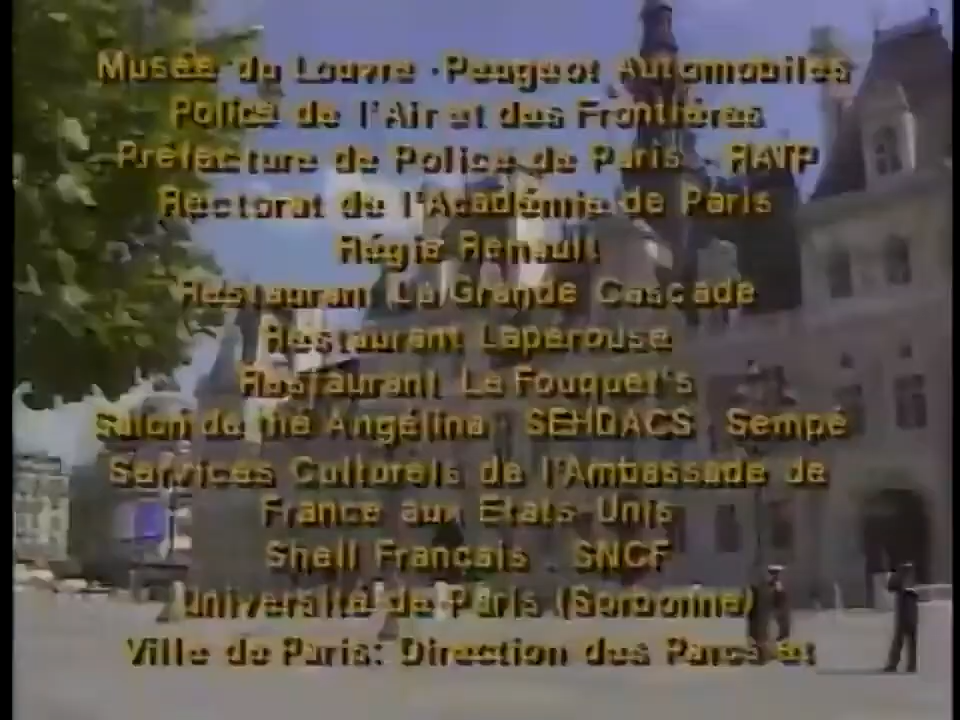 Musée du Louvre · Peugeot Automobiles
Police de l'Air et des Frontières
Préfecture de Police de Paris · RATP
Rectorat de l'Académie de Paris
Régie Renault
Restaurant La Grande Cascade
Restaurant Lapérouse
Restaurant Le Fouquet's
Salon de thé Angélina · SEHDACS · Sempé
Services Culturels de l'Ambassade de
France aux Etats-Unis
Shell Français · SNCF
Université de Paris (Sorbonne)
Ville de Paris: Direction des Parcs et